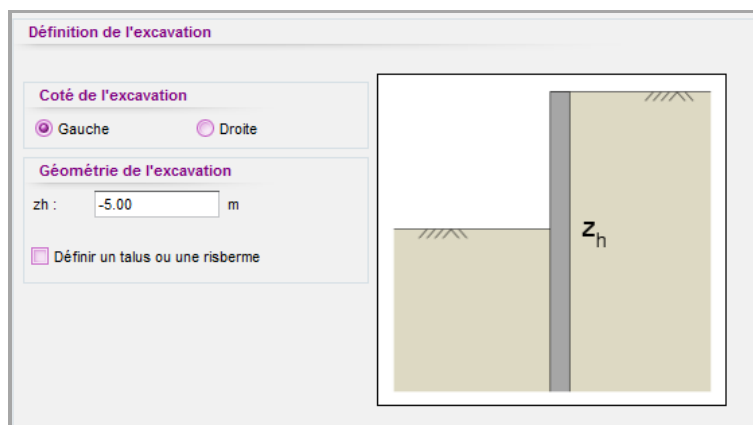 Définition de l'excavation
Coté de l'excavation
Gauche Droite
Géométrie de l'excavation
zh : -5.00 m
Définir un talus ou une risberme
zh